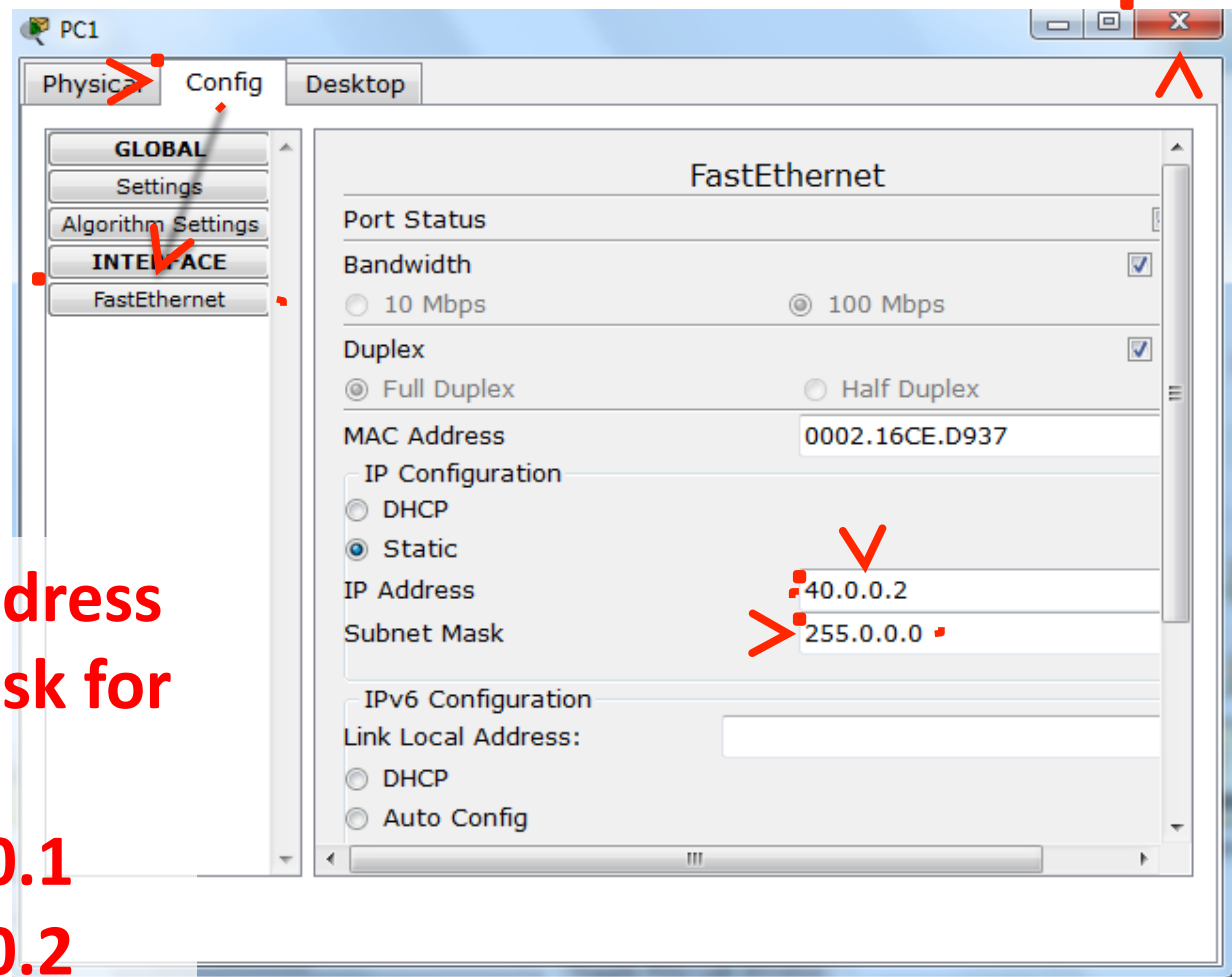 PC1
Physical Config Desktop
GLOBAL
Settings
Algorithm Settings
INTERFACE
FastEthernet
FastEthernet
Port Status
Bandwidth
10 Mbps 100 Mbps
Duplex
Full Duplex Half Duplex
MAC Address 0002.16CE.D937
IP Configuration
DHCP
Static
IP Address 40.0.0.2
Subnet Mask 255.0.0.0
IPv6 Configuration
Link Local Address:
DHCP
Auto Config
dress
sk for
0.1
0.2